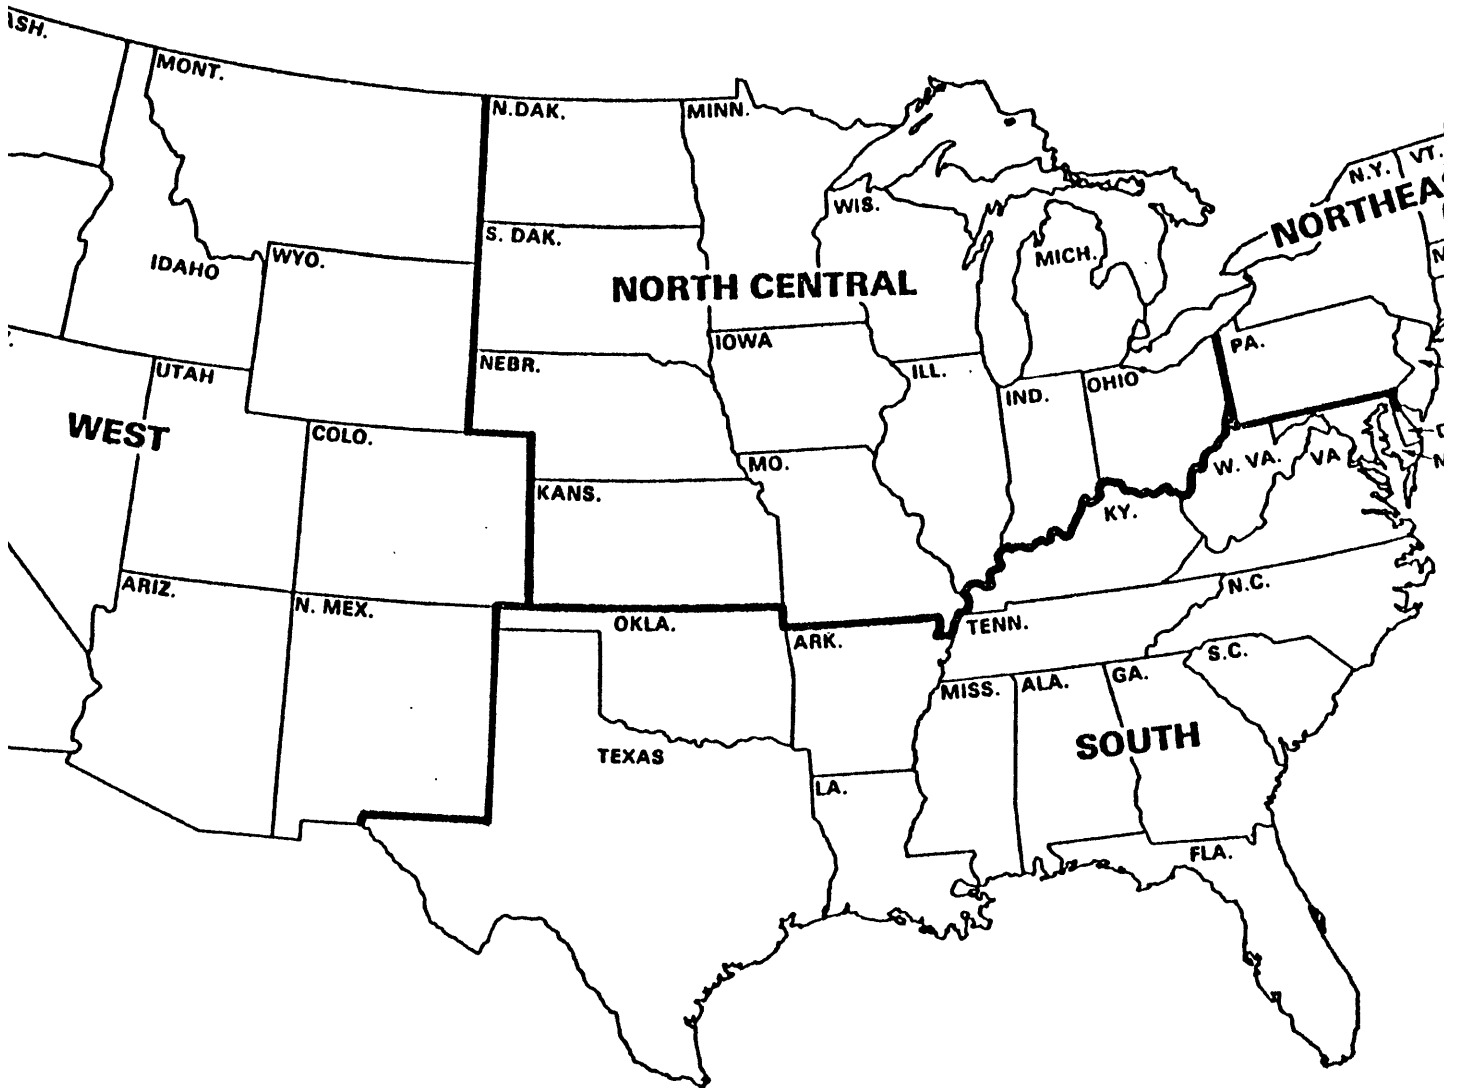 ASH.
MONT.
N.DAK.
MINN.
N.Y.
VT.
WIS.
NORTHEA
S. DAK.
IDAHO
WYO.
MICH.
NORTH CENTRAL
IOWA
PA.
NEBR.
UTAH
ILL.
IND.
OHIO
WEST
COLO.
MO.
W. VA.
VA
KANS.
KY.
ARIZ.
N. MEX.
OKLA.
ARK.
TENN.
N.C.
S.C.
MISS.
ALA.
GA.
SOUTH
TEXAS
LA.
FLA.